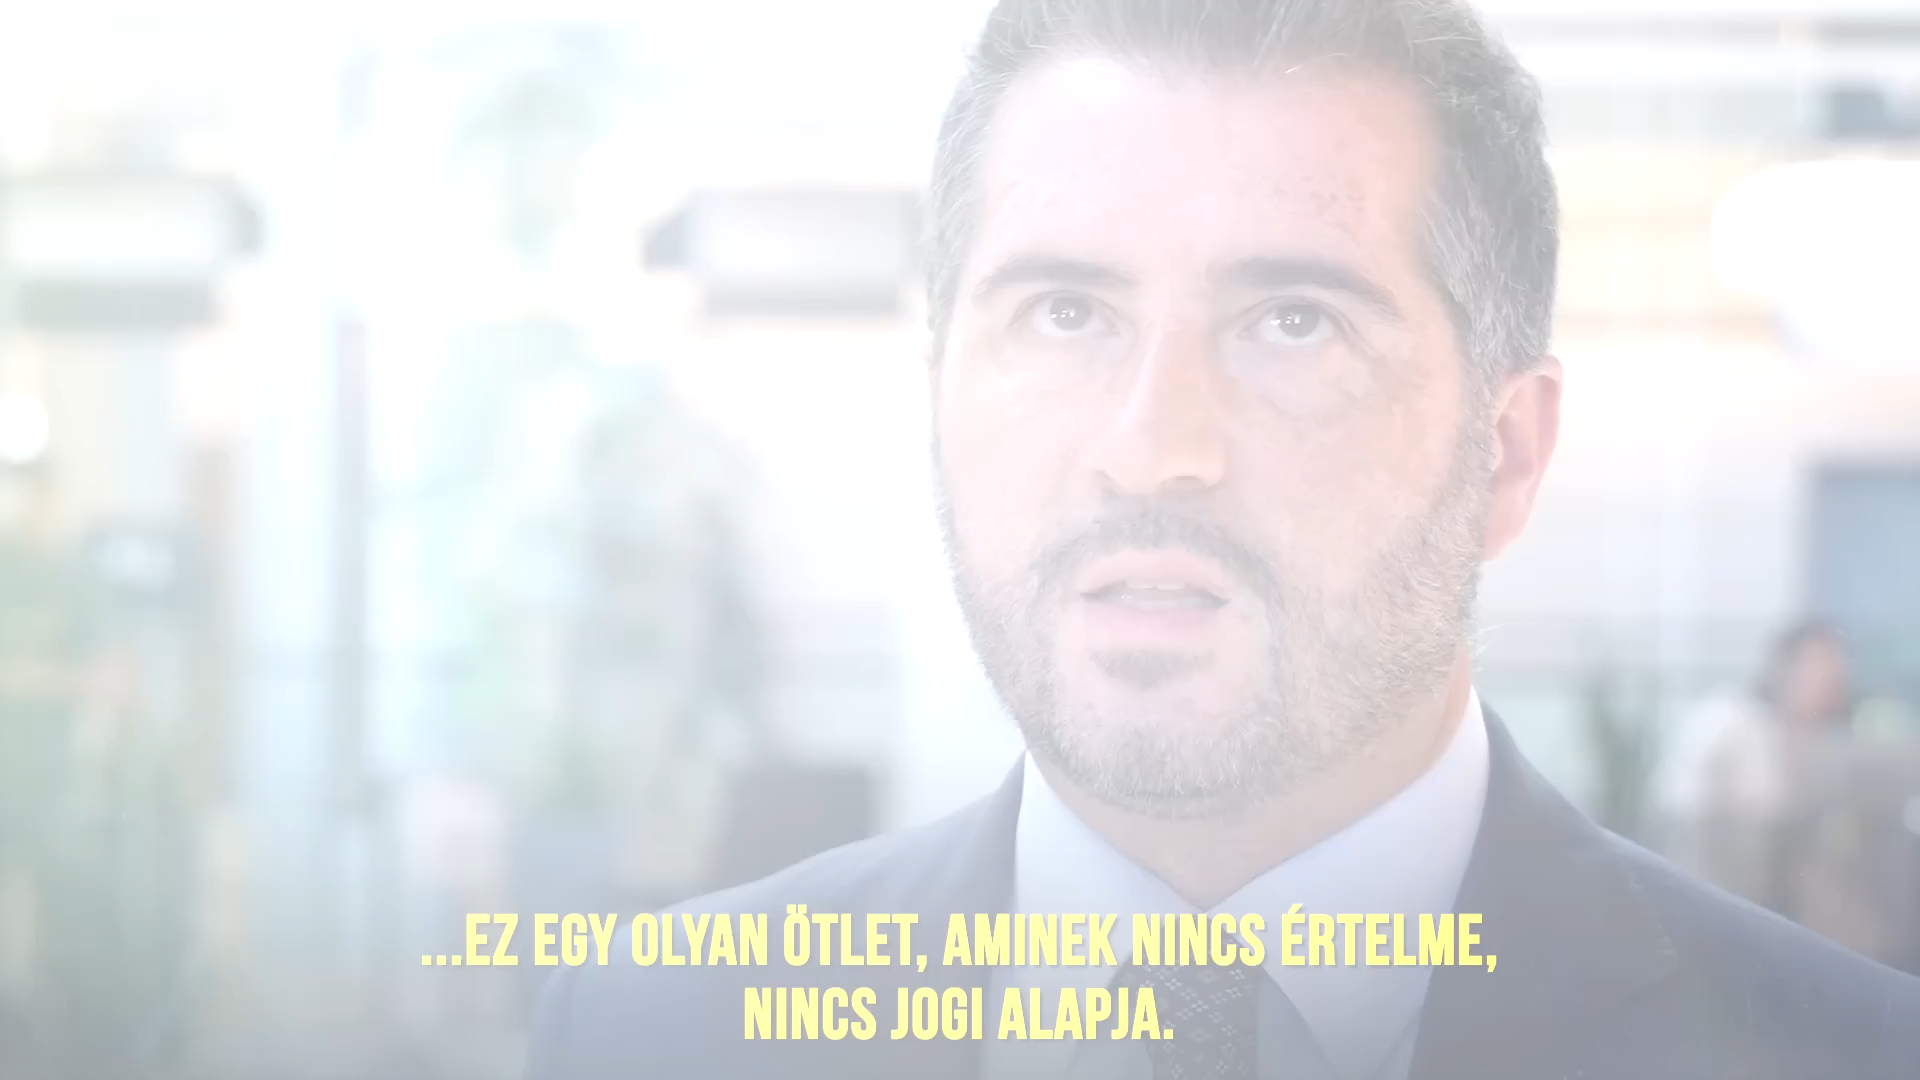 ...EZ EGY OLYAN ÖTLET, AMINEK NINCS ÉRTELME,
NINCS JOGI ALAPJA.